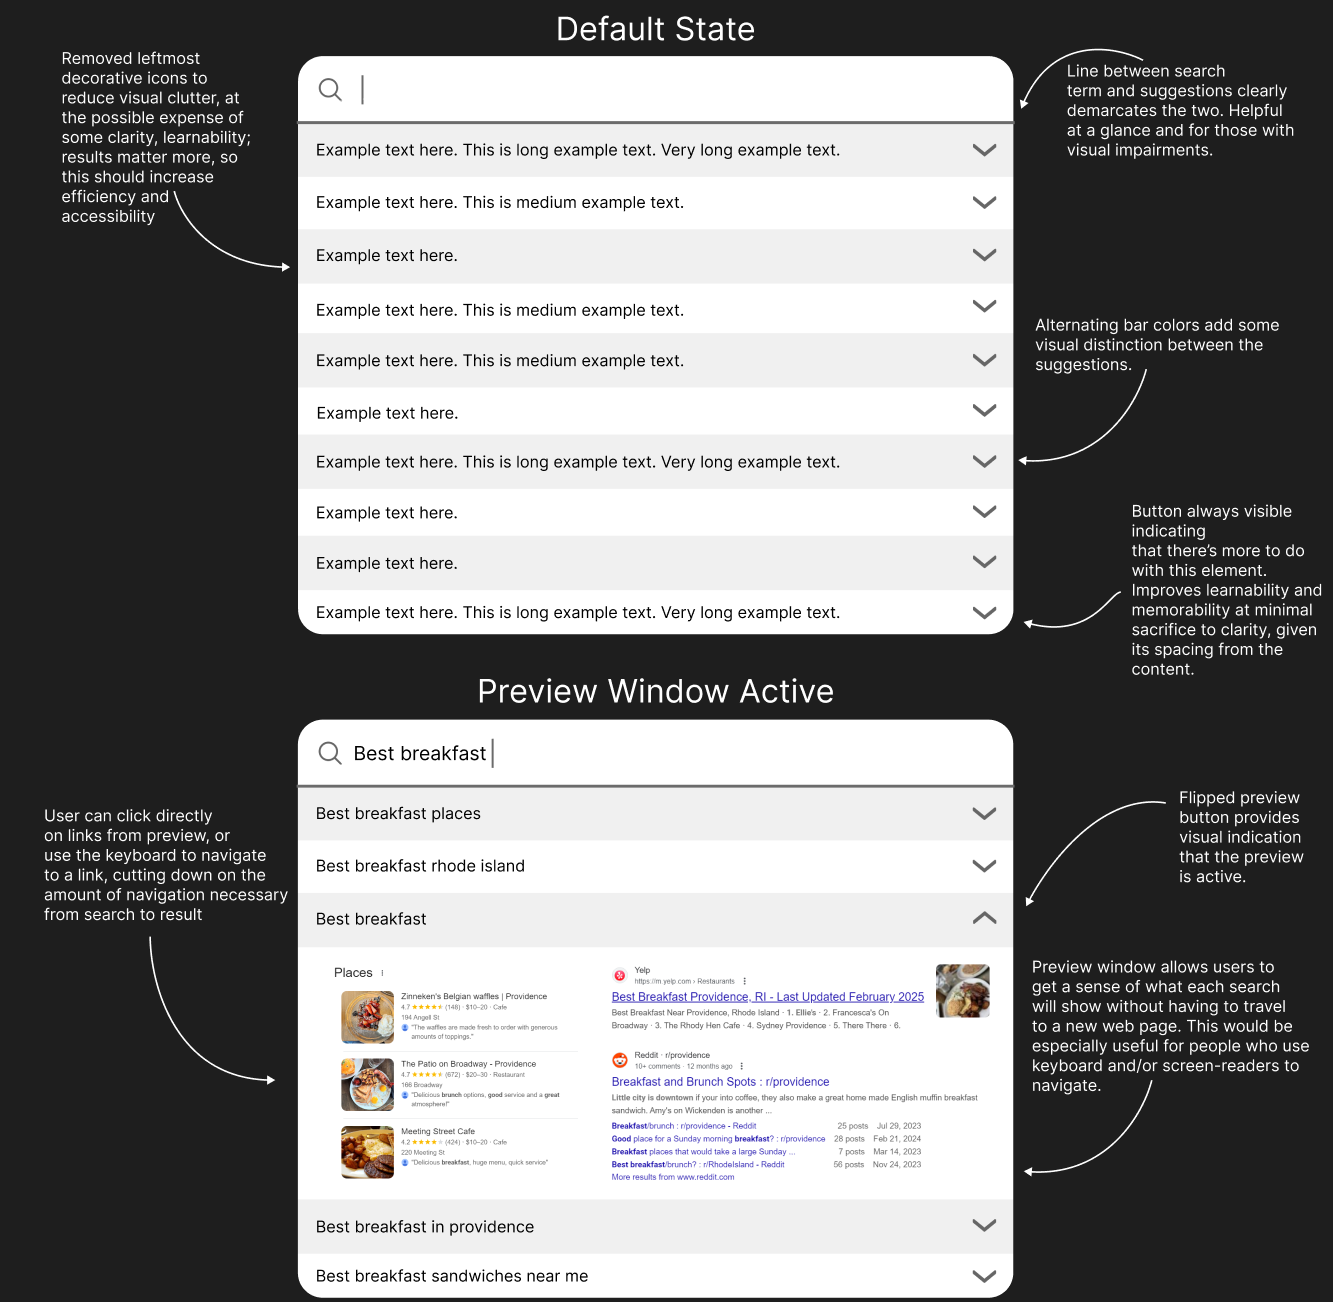 Default State
Removed leftmost
decorative icons to
reduce visual clutter, at
the possible expense of
some clarity, learnability;
results matter more, so
this should increase
efficiency and
accessibility
Line between search
term and suggestions clearly
demarcates the two. Helpful
at a glance and for those with
visual impairments.
Example text here. This is long example text. Very long example text.
Example text here. This is medium example text.
Example text here.
Example text here. This is medium example text.
Example text here. This is medium example text.
Example text here.
Example text here. This is long example text. Very long example text.
Example text here.
Example text here.
Example text here. This is long example text. Very long example text.
Alternating bar colors add some
visual distinction between the
suggestions.
Button always visible
indicating
that there's more to do
with this element.
Improves learnability and
memorability at minimal
sacrifice to clarity, given
its spacing from the
content.
Preview Window Active
Best breakfast
Best breakfast places
Best breakfast rhode island
Best breakfast
User can click directly
on links from preview, or
use the keyboard to navigate
to a link, cutting down on the
amount of navigation necessary
from search to result
Flipped preview
button provides
visual indication
that the preview
is active.
Places
Zinneken's Belgian waffles | Providence
4.7 ★★★★★ (148) · $10–20 · Cafe
194 Angell St
"The waffles are made fresh to order with generous
amounts of toppings."
The Patio on Broadway - Providence
4.7 ★★★★★ (672) · $20–30 · Restaurant
166 Broadway
"Delicious brunch options, good service and a great
atmosphere!"
Meeting Street Cafe
4.2 ★★★★★ (424) · $10–20 · Cafe
220 Meeting St
"Delicious breakfast, huge menu, quick service"
Yelp
https://m.yelp.com › Restaurants
Best Breakfast Providence, RI - Last Updated February 2025
Best Breakfast Near Providence, Rhode Island · 1. Ellie's · 2. Francesca's On
Broadway · 3. The Rhody Hen Cafe · 4. Sydney Providence · 5. There There · 6.
Reddit · r/providence
10+ comments · 12 months ago
Breakfast and Brunch Spots : r/providence
Little city is downtown if your into coffee, they also make a great home made English muffin breakfast
sandwich. Amy's on Wickenden is another ...
Breakfast/brunch : r/providence - Reddit 25 posts Jul 29, 2023
Good place for a Sunday morning breakfast? : r/providence 28 posts Feb 21, 2024
Breakfast places that would take a large Sunday ... 7 posts Mar 14, 2023
Best breakfast/brunch? : r/RhodeIsland - Reddit 56 posts Nov 24, 2023
More results from www.reddit.com
Preview window allows users to
get a sense of what each search
will show without having to travel
to a new web page. This would be
especially useful for people who use
keyboard and/or screen-readers to
navigate.
Best breakfast in providence
Best breakfast sandwiches near me